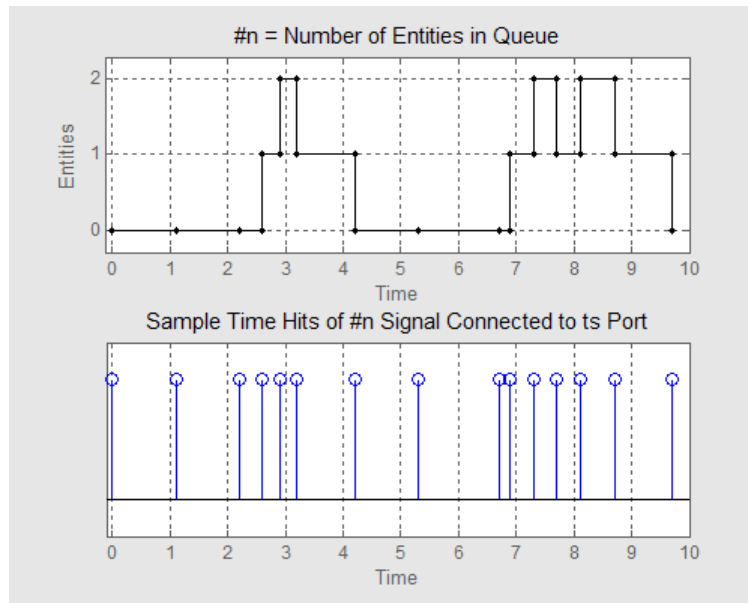 #n = Number of Entities in Queue
2
1
0
Entities
0 1 2 3 4 5 6 7 8 9 10
Time
Sample Time Hits of #n Signal Connected to ts Port
0 1 2 3 4 5 6 7 8 9 10
Time